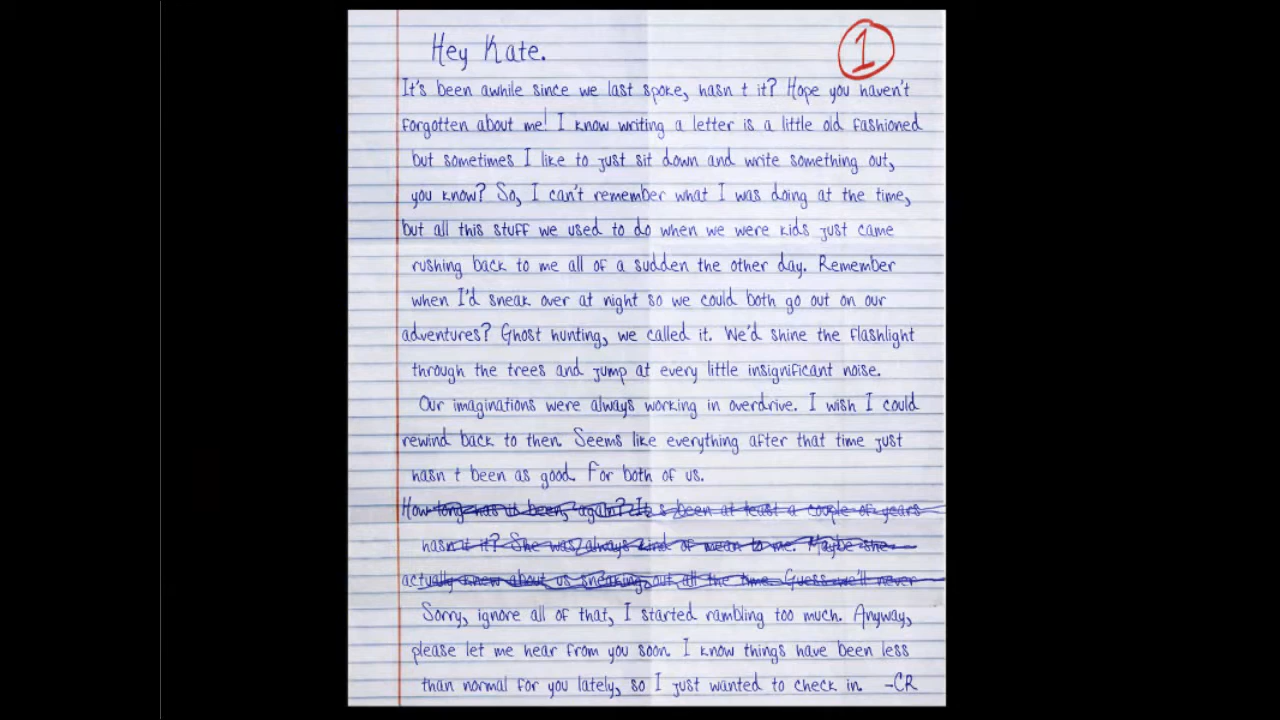 Hey Kate.
1
It's been awhile since we last spoke, hasn t it? Hope you haven't
forgotten about me! I know writing a letter is a little old fashioned
but sometimes I like to just sit down and write something out,
you know? So, I can't remember what I was doing at the time,
but all this stuff we used to do when we were kids just came
rushing back to me all of a sudden the other day. Remember
when I'd sneak over at night so we could both go out on our
adventures? Ghost hunting, we called it. We'd shine the flashlight
through the trees and jump at every little insignificant noise.
Our imaginations were always working in overdrive. I wish I could
rewind back to then. Seems like everything after that time just
hasn t been as good. For both of us.
How long has it been, again? It s been at least a couple of years
hasn t it? She was always kind of mean to me. Maybe she
actually knew about us sneaking out all the time. Guess we'll never
Sorry, ignore all of that, I started rambling too much. Anyway,
please let me hear from you soon. I know things have been less
than normal for you lately, so I just wanted to check in. -CR